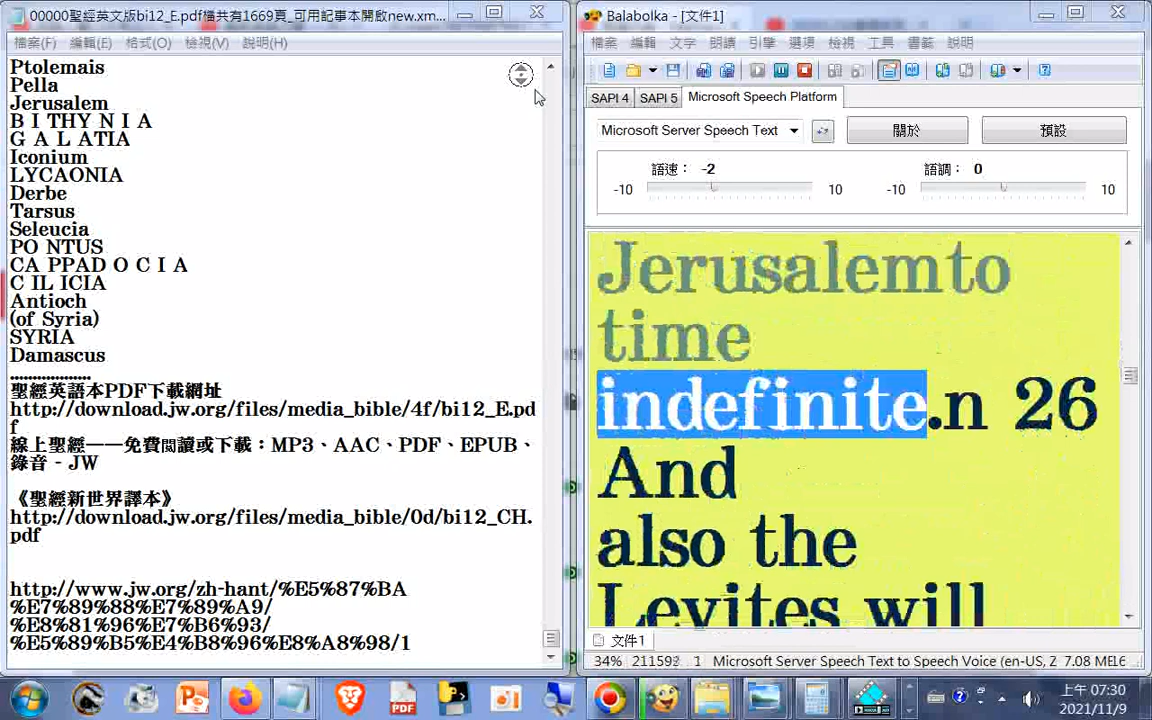 00000聖經英文版bi12_E.pdf檔共有1669頁_可用記事本開啟new.xm...
檔案(F) 編輯(E) 格式(O) 檢視(V) 說明(H)
Ptolemais
Pella
Jerusalem
B I THY N I A
G A L ATIA
Iconium
LYCAONIA
Derbe
Tarsus
Seleucia
PO NTUS
CA PPAD O C I A
C IL ICIA
Antioch
(of Syria)
SYRIA
Damascus
..................
聖經英語本PDF下載網址
http://download.jw.org/files/media_bible/4f/bi12_E.pd
f
線上聖經——免費閱讀或下載：MP3、AAC、PDF、EPUB、
錄音 - JW
《聖經新世界譯本》
http://download.jw.org/files/media_bible/0d/bi12_CH.
pdf
http://www.jw.org/zh-hant/%E5%87%BA
%E7%89%88%E7%89%A9/
%E8%81%96%E7%B6%93/
%E5%89%B5%E4%B8%96%E8%A8%98/1
Balabolka - [文件1]
檔案 編輯 文字 朗讀 引擎 選項 檢視 工具 書籤 說明
SAPI 4 SAPI 5 Microsoft Speech Platform
Microsoft Server Speech Text 關於 預設
語速： -2 語調： 0
-10 10 -10 10
Jerusalemto
time
indefinite.n 26
And
also the
Levites will
文件1
34% 211592 1 Microsoft Server Speech Text to Speech Voice (en-US, 2 7.08 MB
上午 07:30
2021/11/9